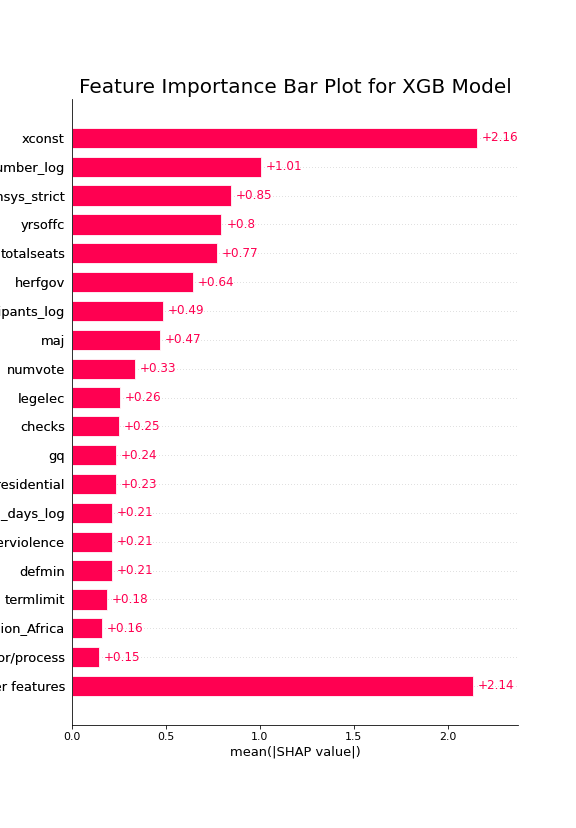 Feature Importance Bar Plot for XGB Model
xconst +2.16
umber_log +1.01
nsys_strict +0.85
yrsoffc +0.8
totalseats +0.77
herfgov +0.64
ipants_log +0.49
maj +0.47
numvote +0.33
legelec +0.26
checks +0.25
gq +0.24
residential +0.23
_days_log +0.21
erviolence +0.21
defmin +0.21
termlimit +0.18
ion_Africa +0.16
or/process +0.15
er features +2.14
0.0 0.5 1.0 1.5 2.0
mean(|SHAP value|)